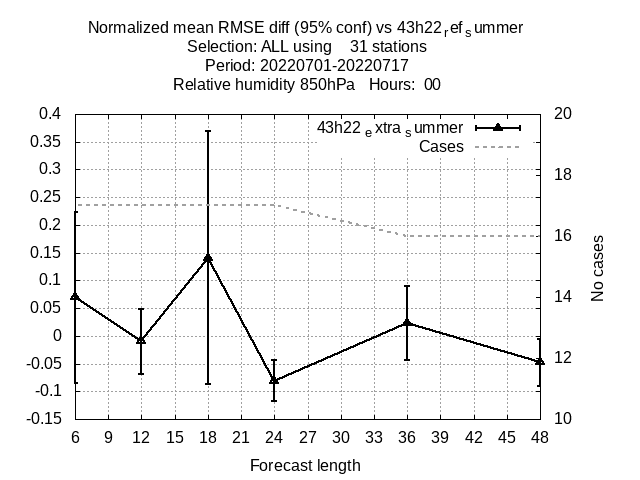 Normalized mean RMSE diff (95% conf) vs 43h22ref summer
Selection: ALL using 31 stations
Period: 20220701-20220717
Relative humidity 850hPa Hours: 00
43h22extrasummer
Cases
0.4
0.35
0.3
0.25
0.2
0.15
0.1
0.05
0
-0.05
-0.1
-0.15
20
18
16
14
12
10
No cases
6 9 12 15 18 21 24 27 30 33 36 39 42 45 48
Forecast length